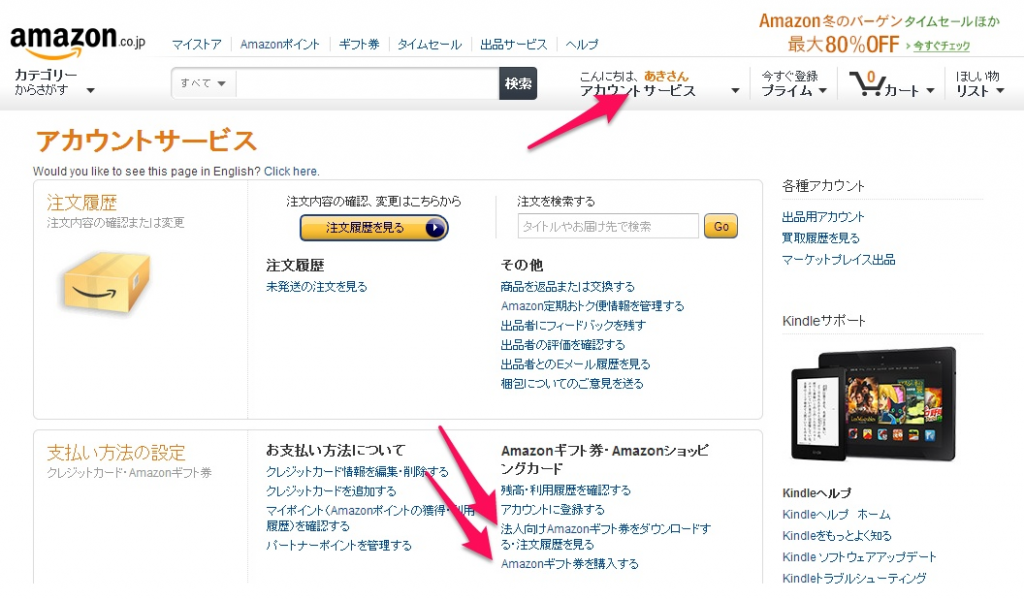 amazon.co.jp
マイストア
Amazonポイント
ギフト券
タイムセール
出品サービス
ヘルプ
Amazon冬のバーゲンタイムセールほか
最大80%OFF
今すぐチェック
カテゴリー
からさがす
すべて
検索
こんにちは、あきさん
アカウントサービス
今すぐ登録
プライム
0
カート
ほしい物
リスト
アカウントサービス
Would you like to see this page in English? Click here.
注文履歴
注文内容の確認または変更
注文内容の確認、変更はこちらから
注文履歴を見る
注文履歴
未発送の注文を見る
注文を検索する
タイトルやお届け先で検索
Go
その他
商品を返品または交換する
Amazon定期おトク便情報を管理する
出品者にフィードバックを残す
出品者の評価を確認する
出品者とのEメール履歴を見る
梱包についてのご意見を送る
支払い方法の設定
クレジットカード・Amazonギフト券
お支払い方法について
クレジットカード情報を編集・削除する
クレジットカードを追加する
マイポイント（Amazonポイントの獲得・利用
履歴）を確認する
パートナーポイントを管理する
Amazonギフト券・Amazonショッピ
ングカード
残高・利用履歴を確認する
アカウントに登録する
法人向けAmazonギフト券をダウンロードす
る・注文履歴を見る
Amazonギフト券を購入する
各種アカウント
出品用アカウント
買取履歴を見る
マーケットプレイス出品
Kindleサポート
Kindleヘルプ
Kindleヘルプ ホーム
Kindleをもっとよく知る
Kindle ソフトウェアアップデート
Kindleトラブルシューティング